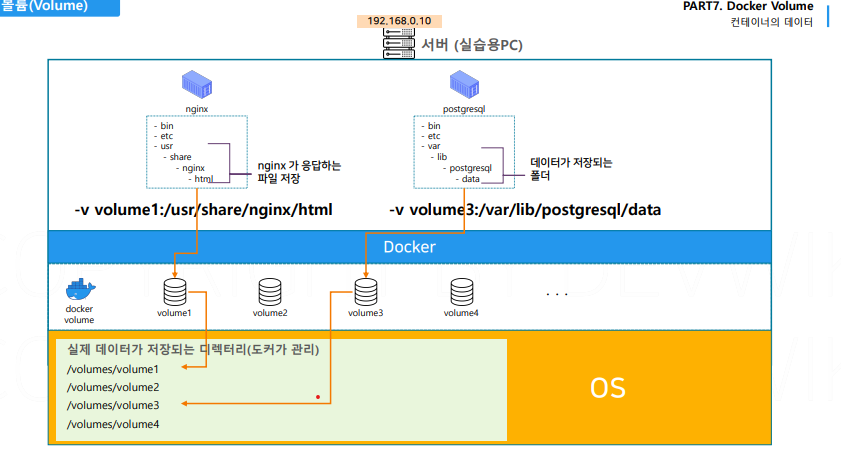 볼륨(Volume)
PART7. Docker Volume
컨테이너의 데이터
192.168.0.10
서버 (실습용PC)
nginx
- bin
- etc
- usr
- share
- nginx
- html
nginx 가 응답하는
파일 저장
-v volume1:/usr/share/nginx/html
postgresql
- bin
- etc
- var
- lib
- postgresql
- data
데이터가 저장되는
폴더
-v volume3:/var/lib/postgresql/data
Docker
docker
volume
volume1
volume2
volume3
volume4
. . .
실제 데이터가 저장되는 디렉터리(도커가 관리)
/volumes/volume1
/volumes/volume2
/volumes/volume3
/volumes/volume4
OS